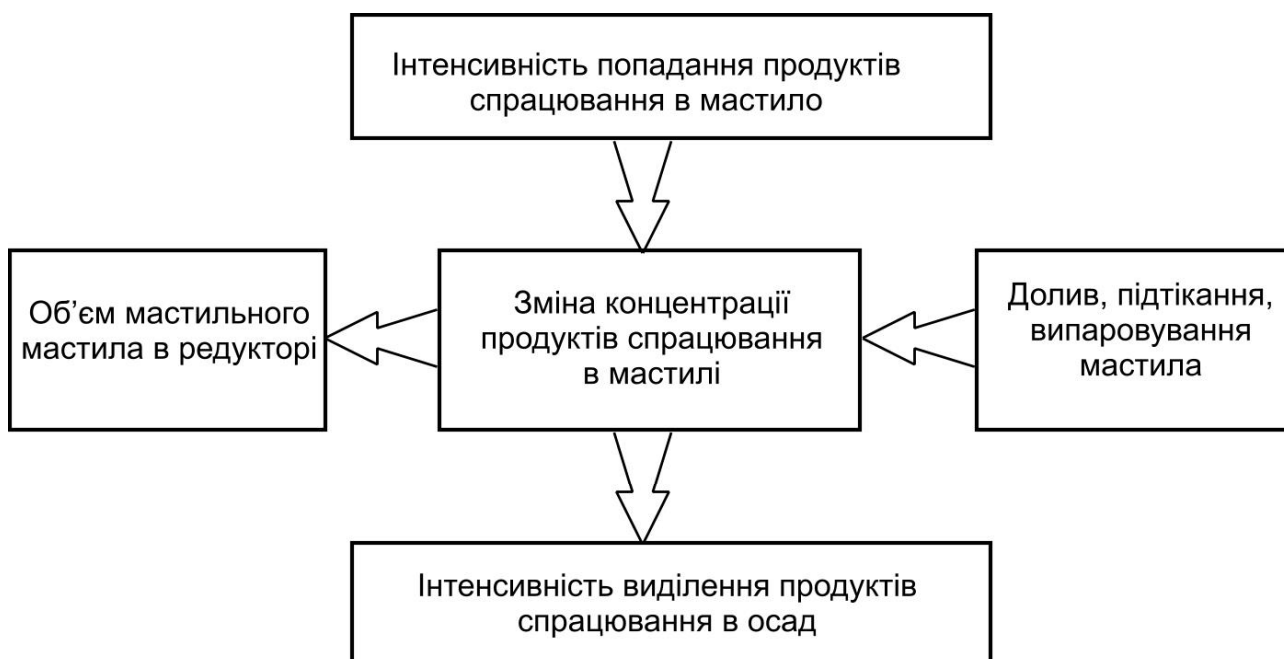 Інтенсивність попадання продуктів
спрацювання в мастило
Об’єм мастильного
мастила в редукторі
Зміна концентрації
продуктів спрацювання
в мастилі
Долив, підтікання,
випаровування
мастила
Інтенсивність виділення продуктів
спрацювання в осад